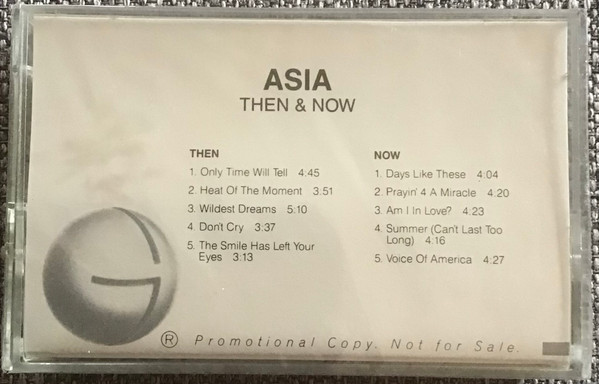 ASIA
THEN & NOW
THEN
1. Only Time Will Tell 4:45
2. Heat Of The Moment 3:51
3. Wildest Dreams 5:10
4. Don't Cry 3:37
5. The Smile Has Left Your
Eyes 3:13
NOW
1. Days Like These 4:04
2. Prayin' 4 A Miracle 4:20
3. Am I In Love? 4:23
4. Summer (Can't Last Too
Long) 4:16
5. Voice Of America 4:27
® Promotional Copy. Not for Sale.